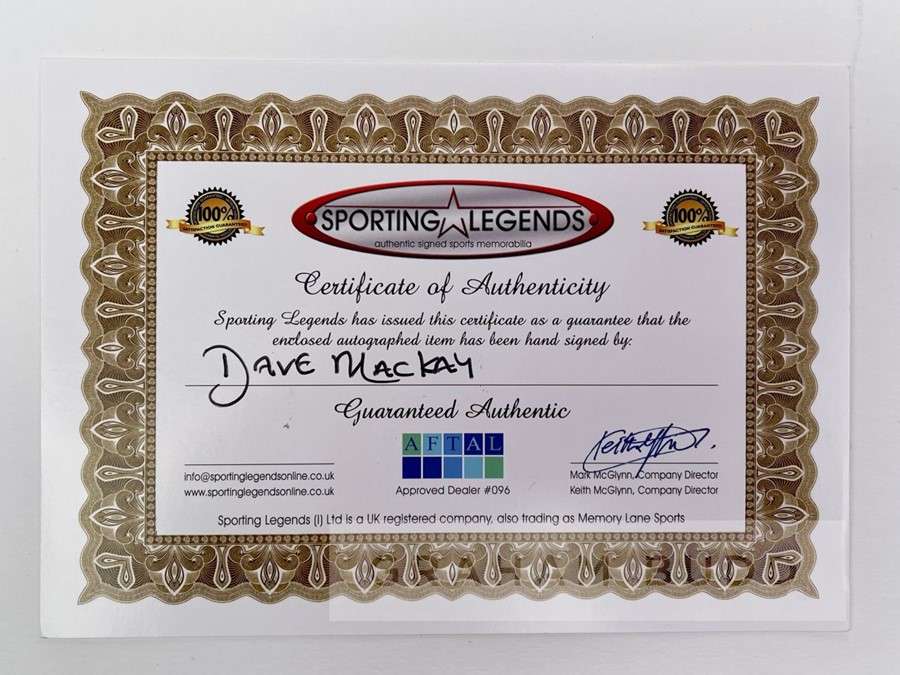 100%
SATISFACTION GUARANTEED
SPORTING LEGENDS
authentic signed sports memorabilia
100%
SATISFACTION GUARANTEED
Certificate of Authenticity
Sporting Legends has issued this certificate as a guarantee that the
enclosed autographed item has been hand signed by:
DAVE MACKAY
Guaranteed Authentic
AFTAL
Approved Dealer #096
info@sportinglegendsonline.co.uk
www.sportinglegendsonline.co.uk
Mark McGlynn, Company Director
Keith McGlynn, Company Director
Sporting Legends (I) Ltd is a UK registered company, also trading as Memory Lane Sports
GRAHAM BUDD